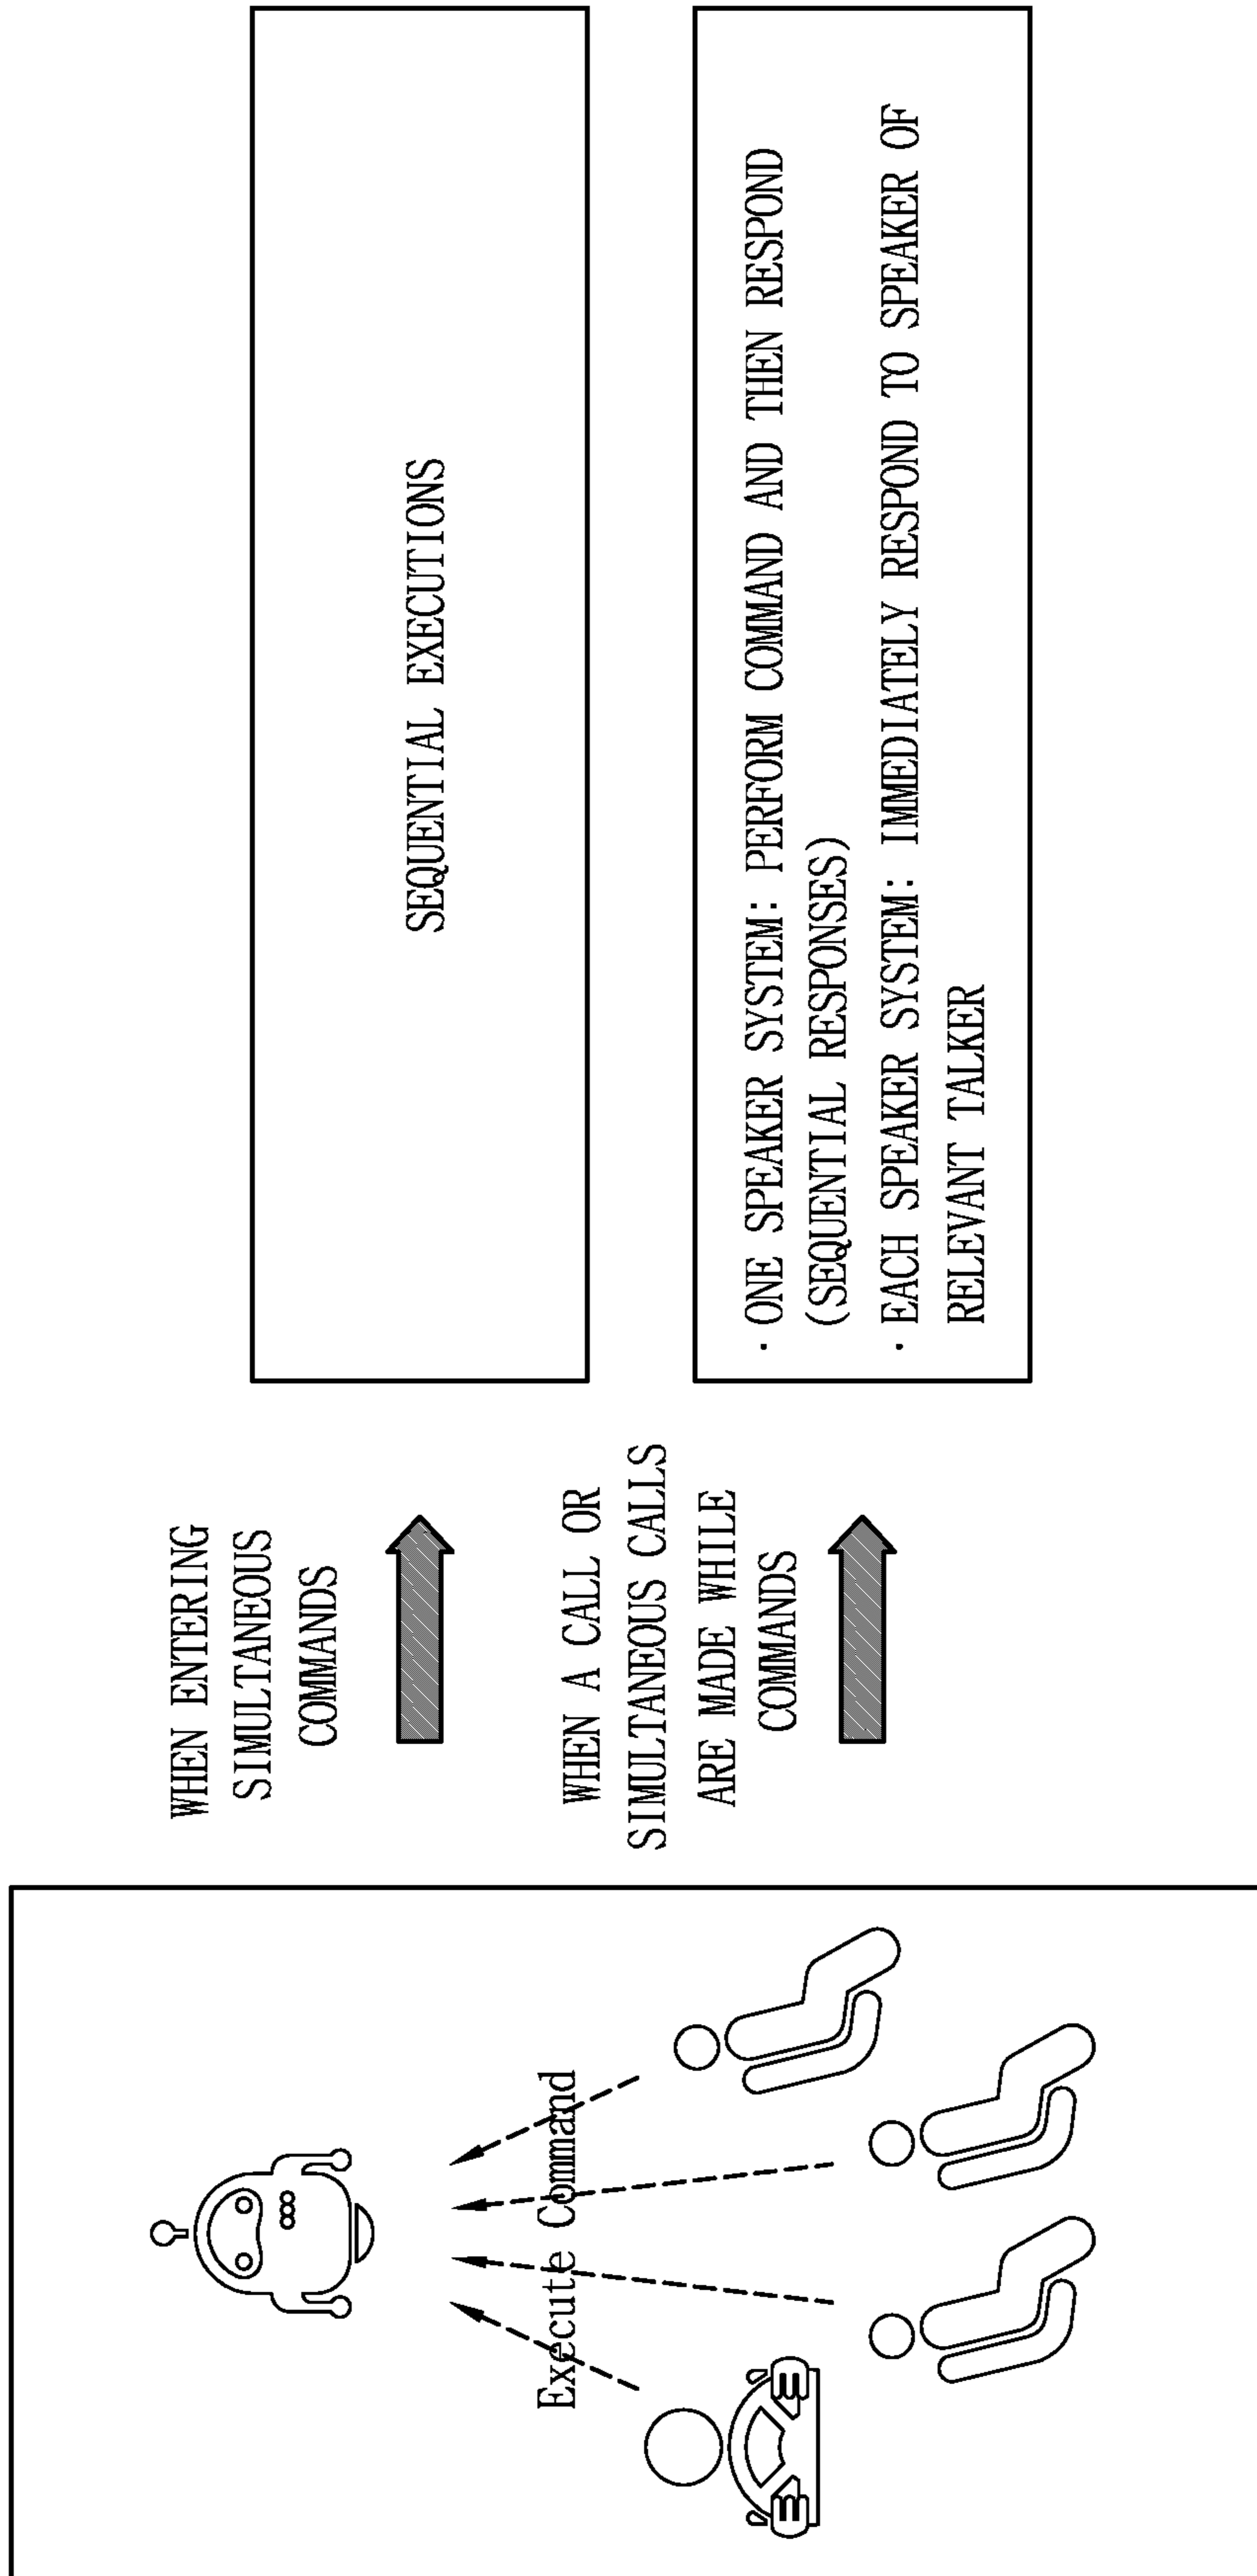 Execute Command
WHEN ENTERING
SIMULTANEOUS
COMMANDS
SEQUENTIAL EXECUTIONS
WHEN A CALL OR
SIMULTANEOUS CALLS
ARE MADE WHILE
COMMANDS
· ONE SPEAKER SYSTEM: PERFORM COMMAND AND THEN RESPOND
(SEQUENTIAL RESPONSES)
· EACH SPEAKER SYSTEM: IMMEDIATELY RESPOND TO SPEAKER OF
RELEVANT TALKER